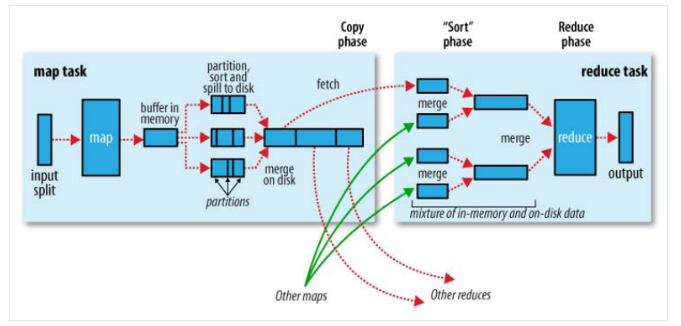 Copy
phase
"Sort"
phase
Reduce
phase
map task
partition,
sort and
spill to disk
fetch
reduce task
buffer in
memory
map
merge
merge
reduce
input
split
merge
on disk
merge
output
partitions
mixture of in-memory and on-disk data
Other maps
Other reduces